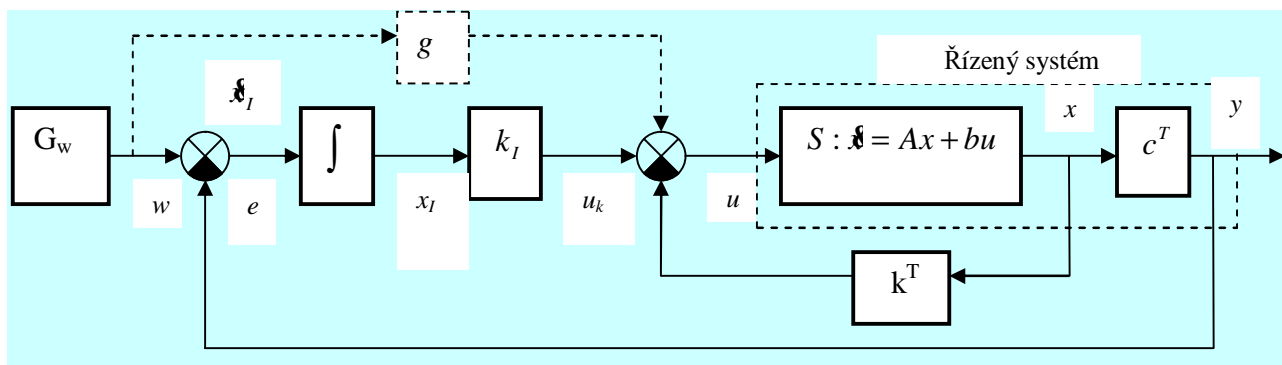 g
Řízený systém
ẋ_I
x
y
G_w
∫
k_I
S : ẋ = Ax + bu
c^T
w
e
x_I
u_k
u
k^T